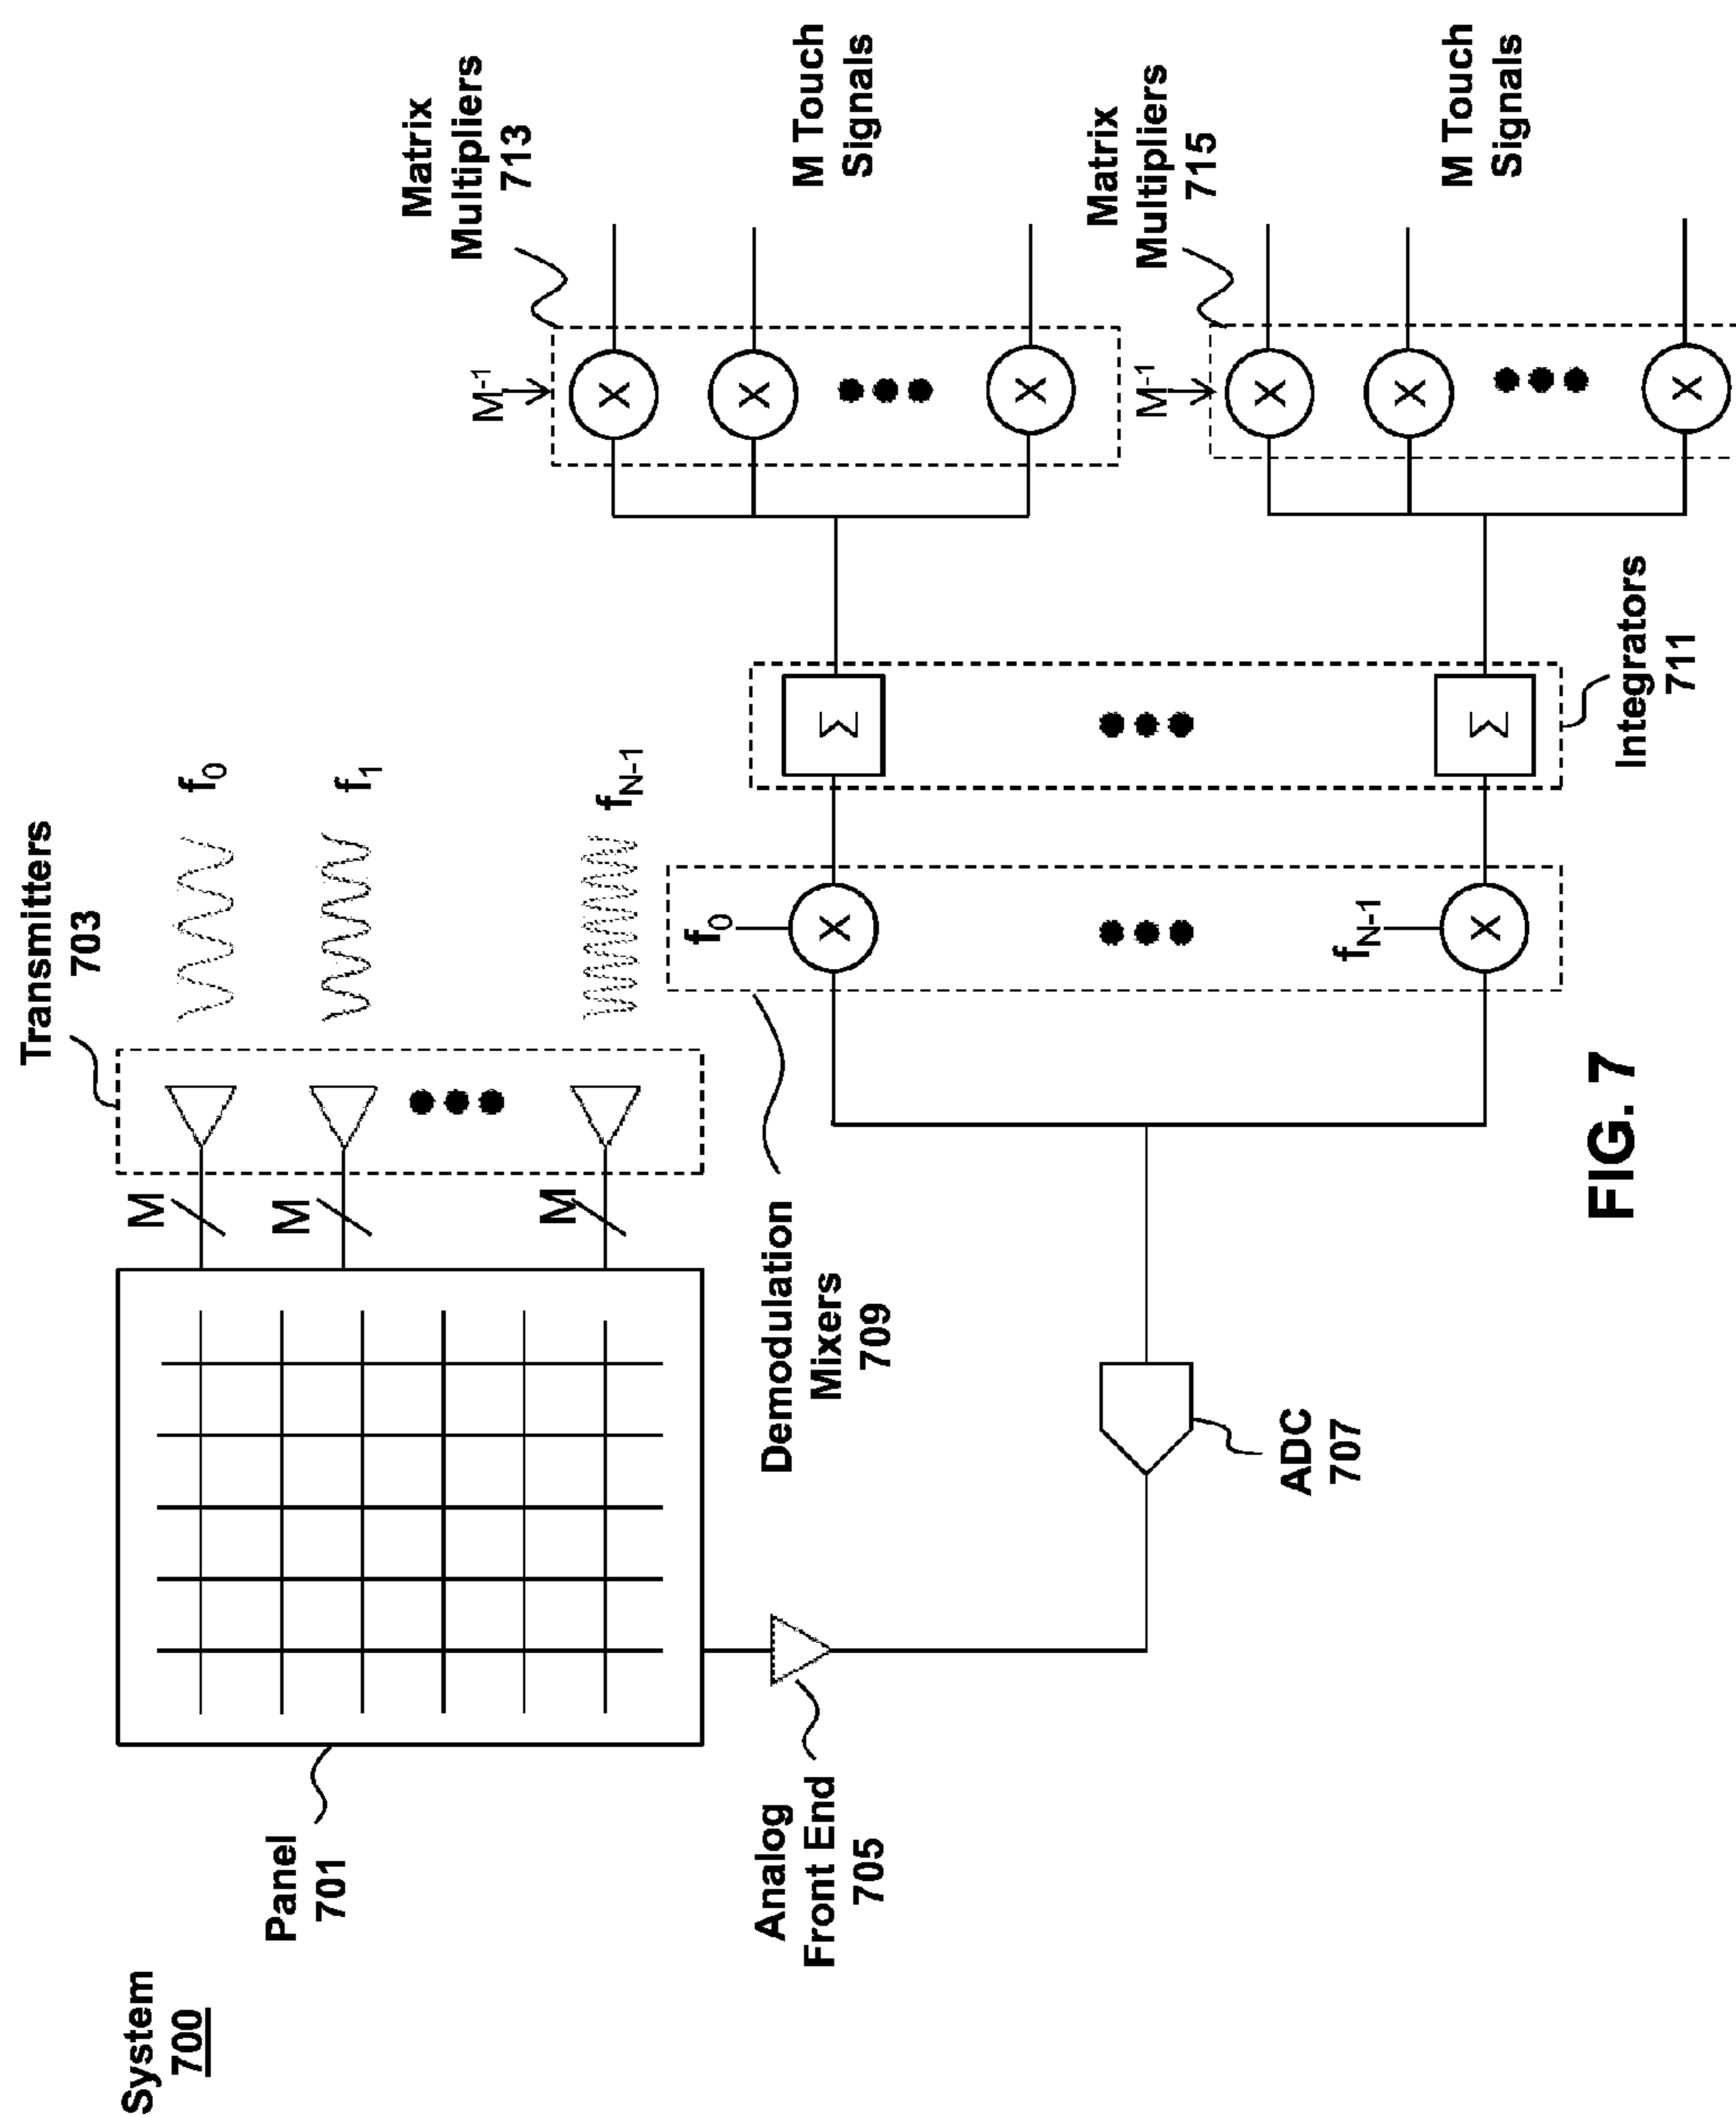 System
700
Panel
701
Transmitters
703
M
M
M
f0
f1
fN-1
Analog
Front End
705
ADC
707
Demodulation
Mixers
709
f0
X
fN-1
X
Σ
Σ
Integrators
711
Matrix
Multipliers
713
M-1
X
X
X
M Touch
Signals
Matrix
Multipliers
715
M-1
X
X
X
M Touch
Signals
FIG. 7